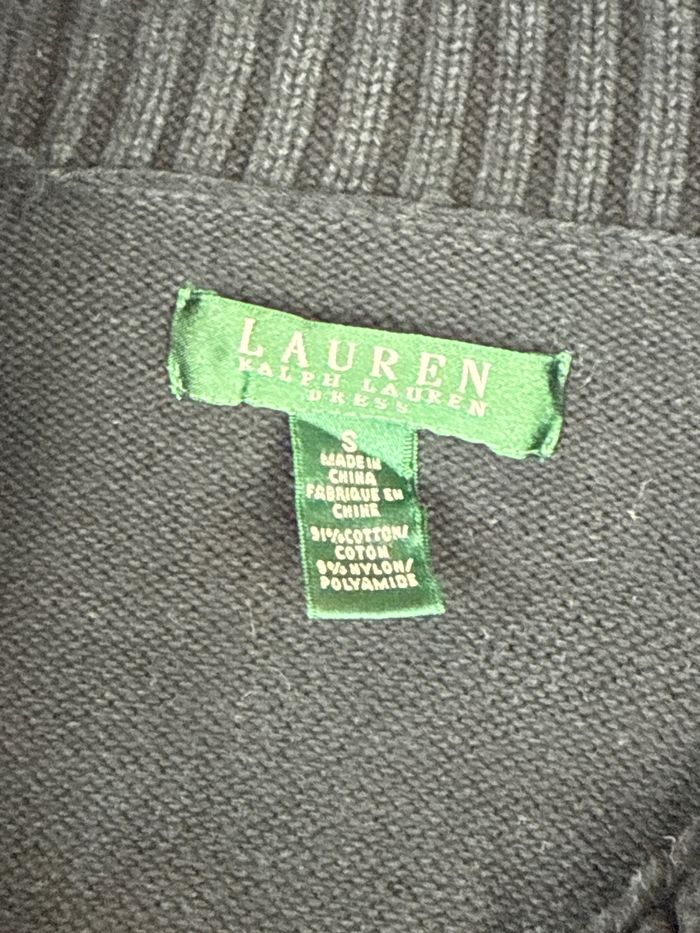 LAUREN
RALPH LAUREN
DRESS
S
MADE IN
CHINA
FABRIQUE EN
CHINE
91% COTTON/
COTON
9% NYLON/
POLYAMIDE